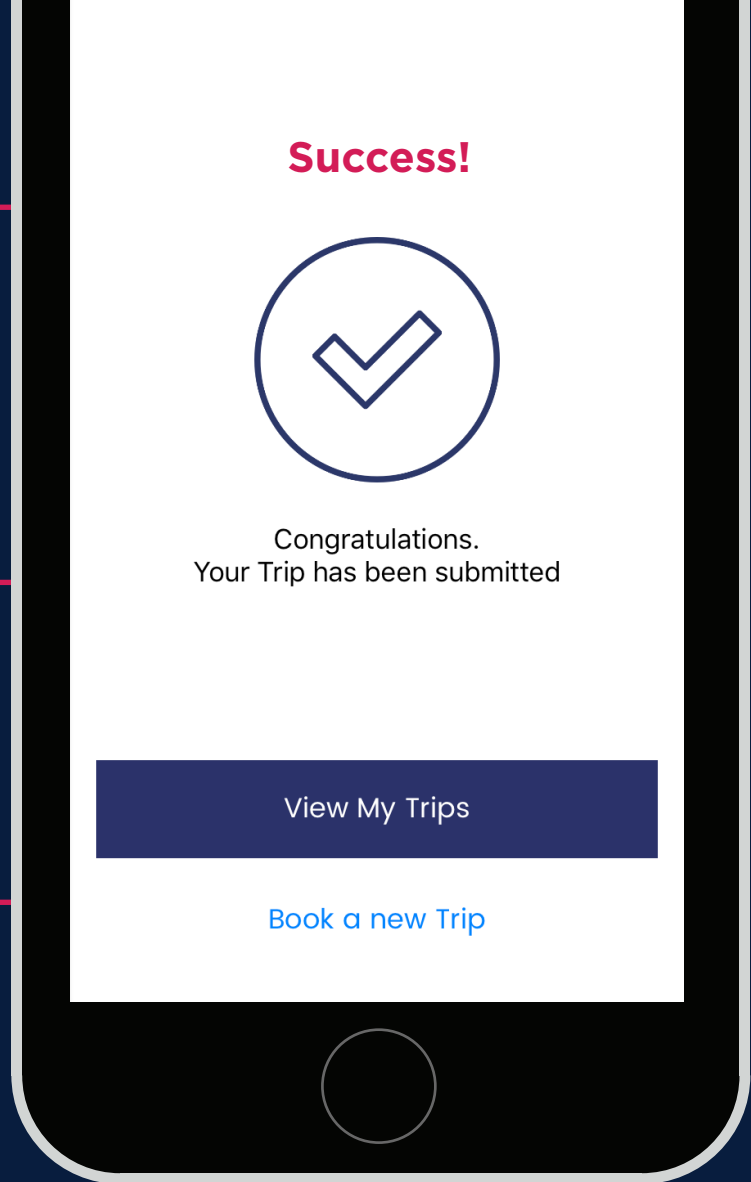 Success!
Congratulations.
Your Trip has been submitted
View My Trips
Book a new Trip